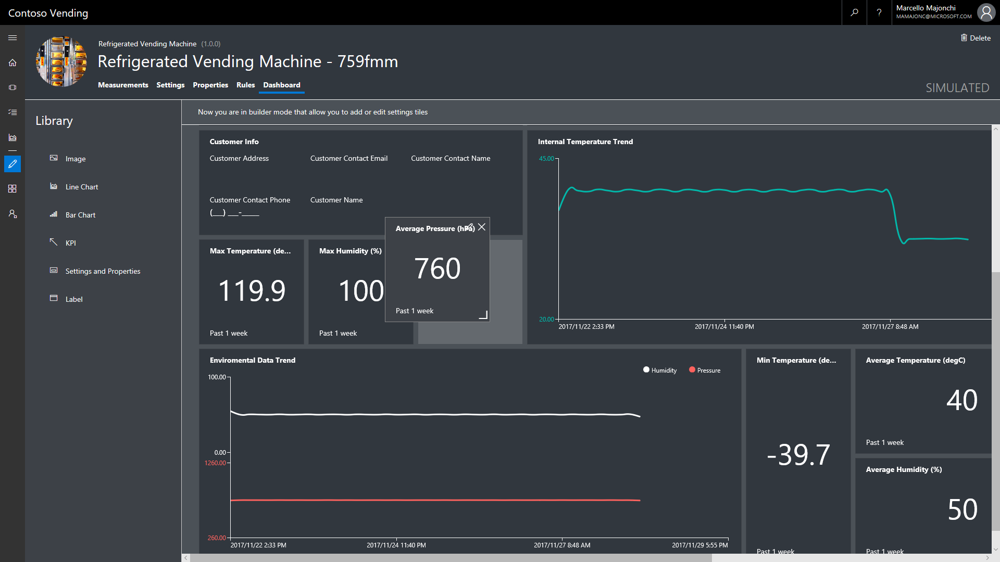 Contoso Vending
?
Marcello Majonchi
MAMAJONC@MICROSOFT.COM
Refrigerated Vending Machine (1.0.0)
Delete
Refrigerated Vending Machine - 759fmm
Measurements Settings Properties Rules Dashboard
SIMULATED
Library
Image
Line Chart
Bar Chart
KPI
Settings and Properties
Label
Now you are in builder mode that allow you to add or edit settings tiles
Customer Info
Customer Address Customer Contact Email Customer Contact Name
Customer Contact Phone Customer Name
(__) __-____
Internal Temperature Trend
45.00
20.00
2017/11/22 2:33 PM 2017/11/24 11:40 PM 2017/11/27 8:48 AM
Max Temperature (de...
119.9
Past 1 week
Max Humidity (%)
100
Past 1 week
Average Pressure (hPa)
760
Past 1 week
Enviromental Data Trend
Humidity Pressure
100.00
0.00
1260.00
260.00
2017/11/22 2:33 PM 2017/11/24 11:40 PM 2017/11/27 8:48 AM 2017/11/29 5:55 PM
Min Temperature (de...
-39.7
Past 1 week
Average Temperature (degC)
40
Past 1 week
Average Humidity (%)
50
Past 1 week